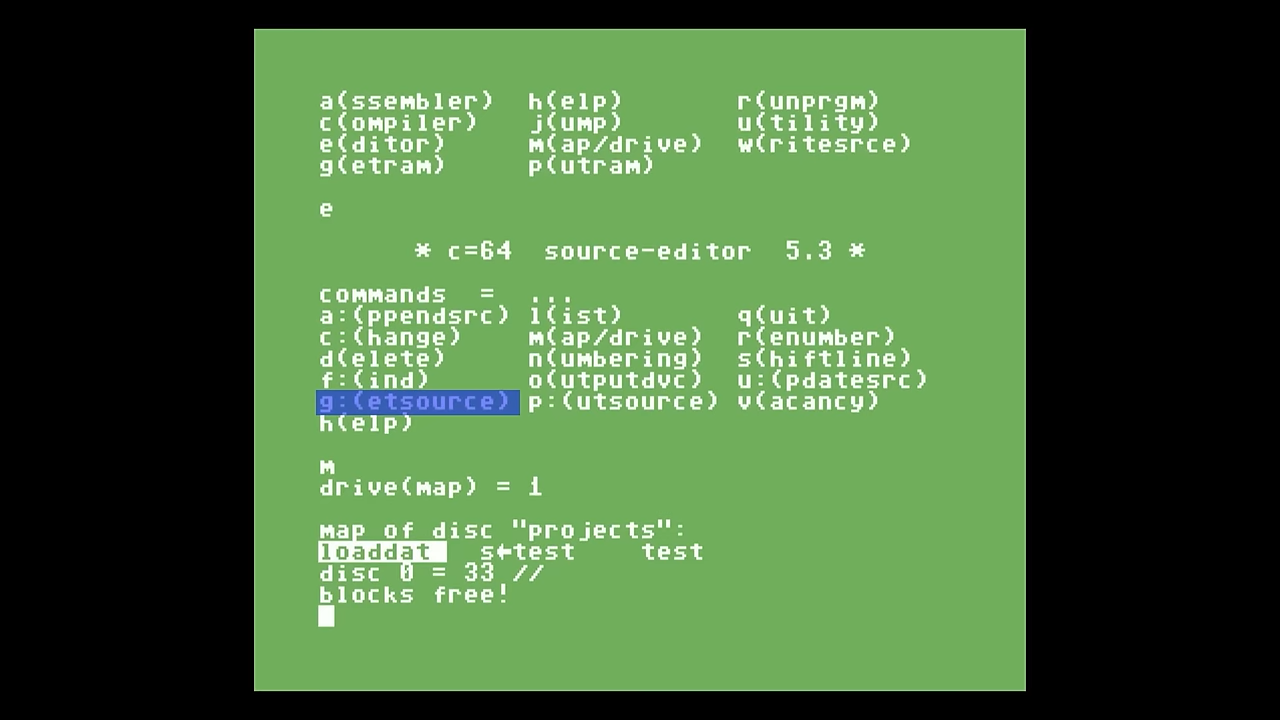 a(ssembler) h(elp) r(unprgm)
c(ompiler) j(ump) u(tility)
e(ditor) m(ap/drive) w(ritesrce)
g(etram) p(utram)
e
* c=64 source-editor 5.3 *
commands = ...
a:(ppendsrc) l(ist) q(uit)
c:(hange) m(ap/drive) r(enumber)
d(elete) n(umbering) s(hiftline)
f:(ind) o(utputdvc) u:(pdatesrc)
g:(etsource) p:(utsource) v(acancy)
h(elp)
m
drive(map) = 1
map of disc "projects":
loaddat s←test test
disc 0 = 33 //
blocks free!